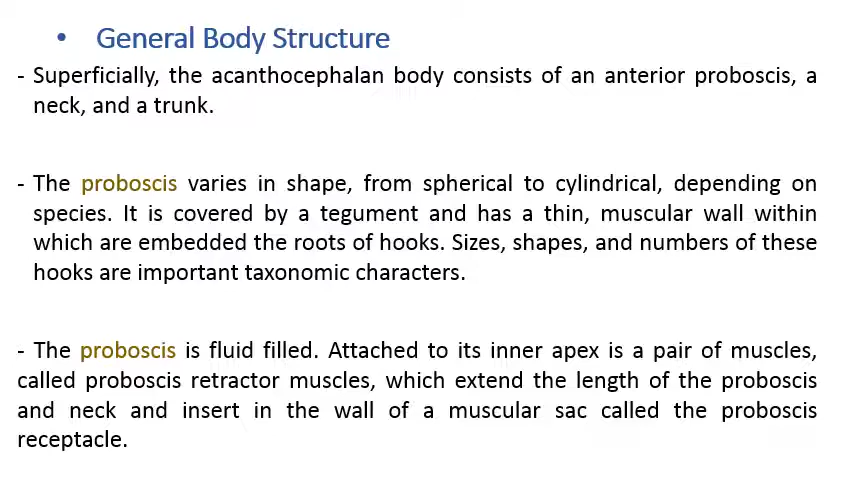 • General Body Structure
- Superficially, the acanthocephalan body consists of an anterior proboscis, a
neck, and a trunk.
- The proboscis varies in shape, from spherical to cylindrical, depending on
species. It is covered by a tegument and has a thin, muscular wall within
which are embedded the roots of hooks. Sizes, shapes, and numbers of these
hooks are important taxonomic characters.
- The proboscis is fluid filled. Attached to its inner apex is a pair of muscles,
called proboscis retractor muscles, which extend the length of the proboscis
and neck and insert in the wall of a muscular sac called the proboscis
receptacle.